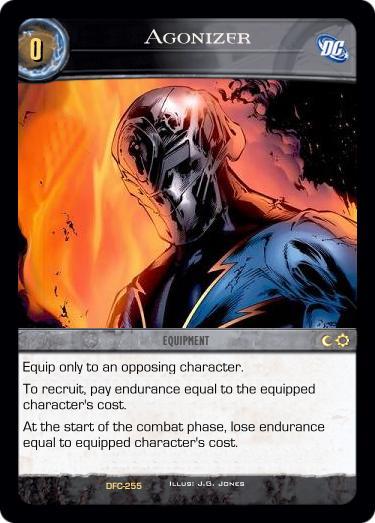 0
AGONIZER
DC
EQUIPMENT
Equip only to an opposing character.
To recruit, pay endurance equal to the equipped
character's cost.
At the start of the combat phase, lose endurance
equal to equipped character's cost.
DFC-255
ILLUS: J.G. JONES